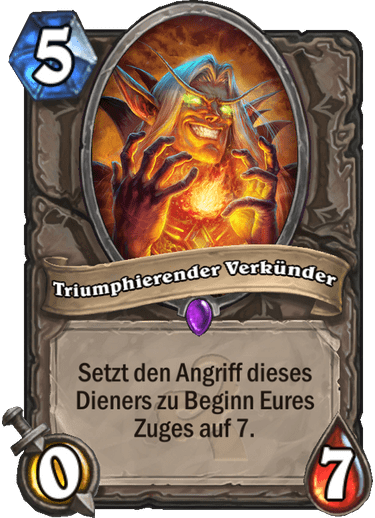 5
Triumphierender Verkünder
Setzt den Angriff dieses
Dieners zu Beginn Eures
Zuges auf 7.
0
7